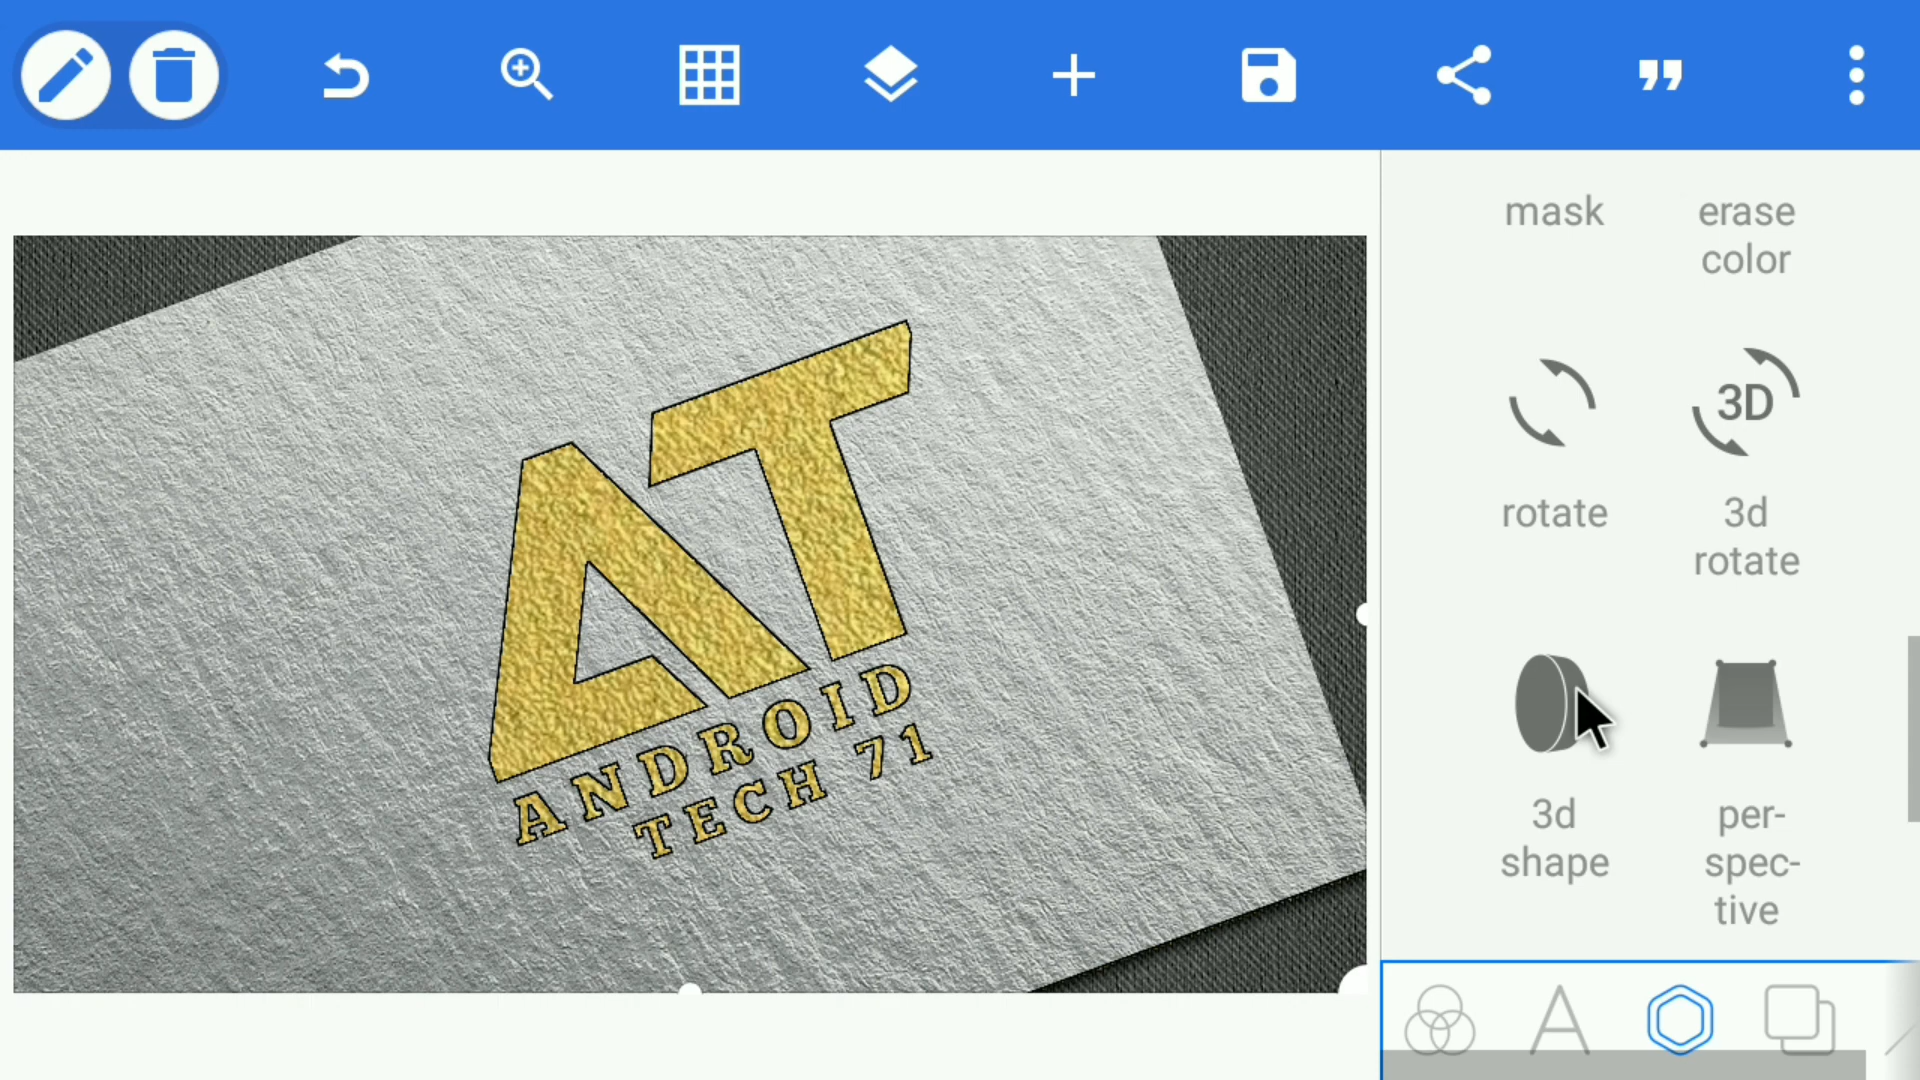 mask
erase
color
3D
rotate
3d
rotate
3d
shape
per-
spec-
tive
AT
ANDROID
TECH 71
A